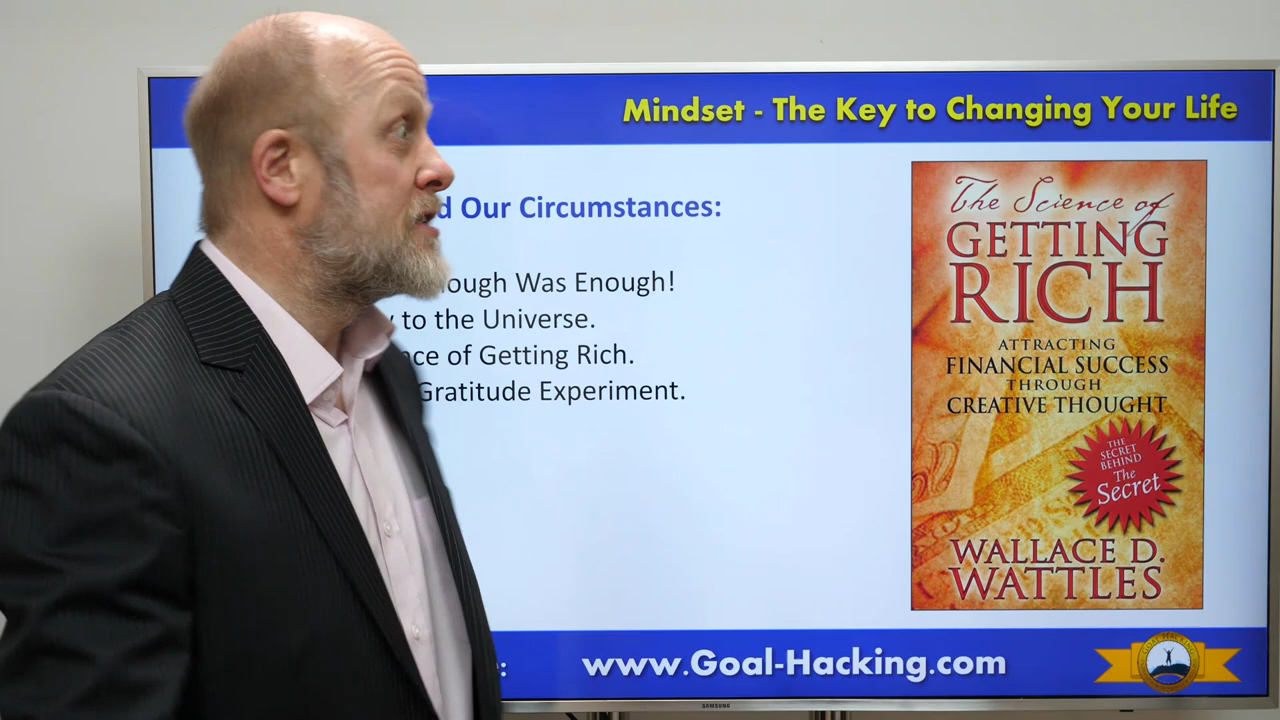 Mindset - The Key to Changing Your Life
Our Circumstances:
Was Enough!
to the Universe.
of Getting Rich.
Gratitude Experiment.
The Science of
GETTING
RICH
ATTRACTING
FINANCIAL SUCCESS
THROUGH
CREATIVE THOUGHT
THE
SECRET
BEHIND
The
Secret
WALLACE D.
WATTLES
www.Goal-Hacking.com
SAMSUNG